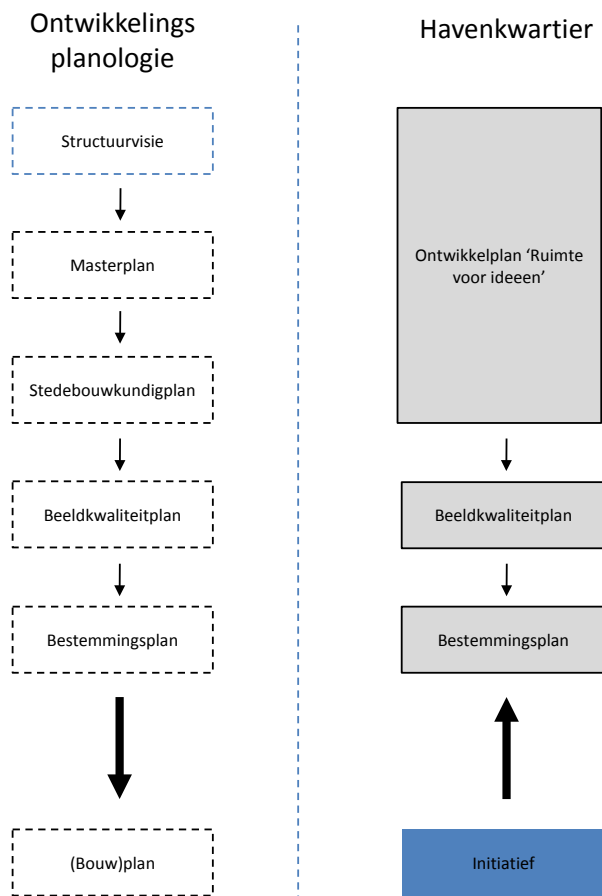 Ontwikkelings
planologie
Structuurvisie
Masterplan
Stedebouwkundigplan
Beeldkwaliteitplan
Bestemmingsplan
(Bouw)plan
Havenkwartier
Ontwikkelplan ‘Ruimte
voor ideeen’
Beeldkwaliteitplan
Bestemmingsplan
Initiatief